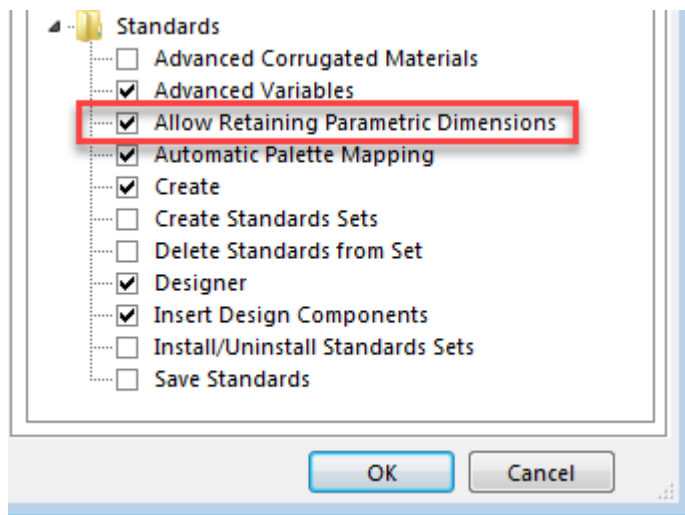 Standards
Advanced Corrugated Materials
Advanced Variables
Allow Retaining Parametric Dimensions
Automatic Palette Mapping
Create
Create Standards Sets
Delete Standards from Set
Designer
Insert Design Components
Install/Uninstall Standards Sets
Save Standards
OK Cancel